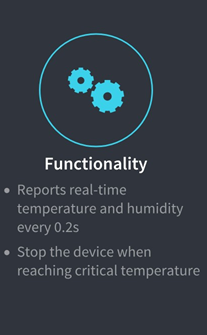 Functionality
• Reports real-time
temperature and humidity
every 0.2s
• Stop the device when
reaching critical temperature